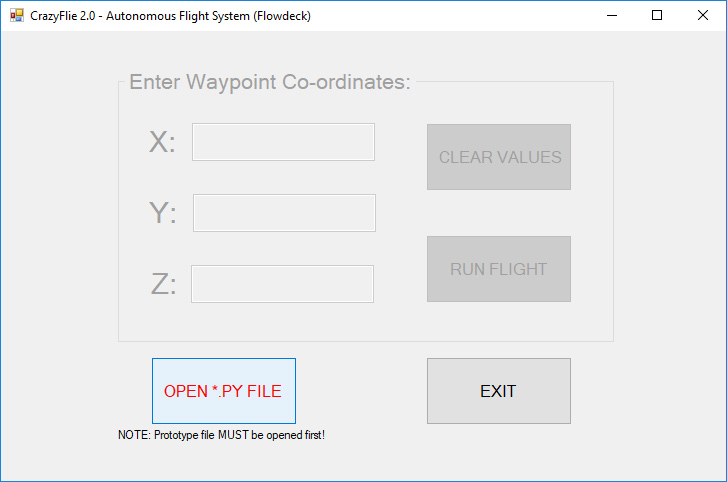 CrazyFlie 2.0 - Autonomous Flight System (Flowdeck)
Enter Waypoint Co-ordinates:
X:
CLEAR VALUES
Y:
RUN FLIGHT
Z:
OPEN *.PY FILE
EXIT
NOTE: Prototype file MUST be opened first!